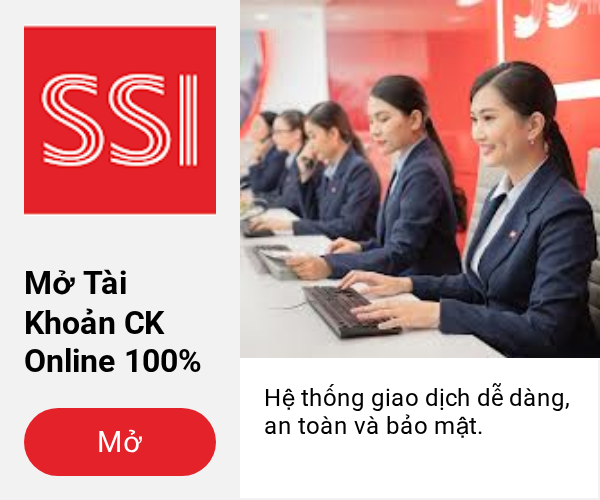 SSI
Mở Tài
Khoản CK
Online 100%
Mở
Hệ thống giao dịch dễ dàng,
an toàn và bảo mật.